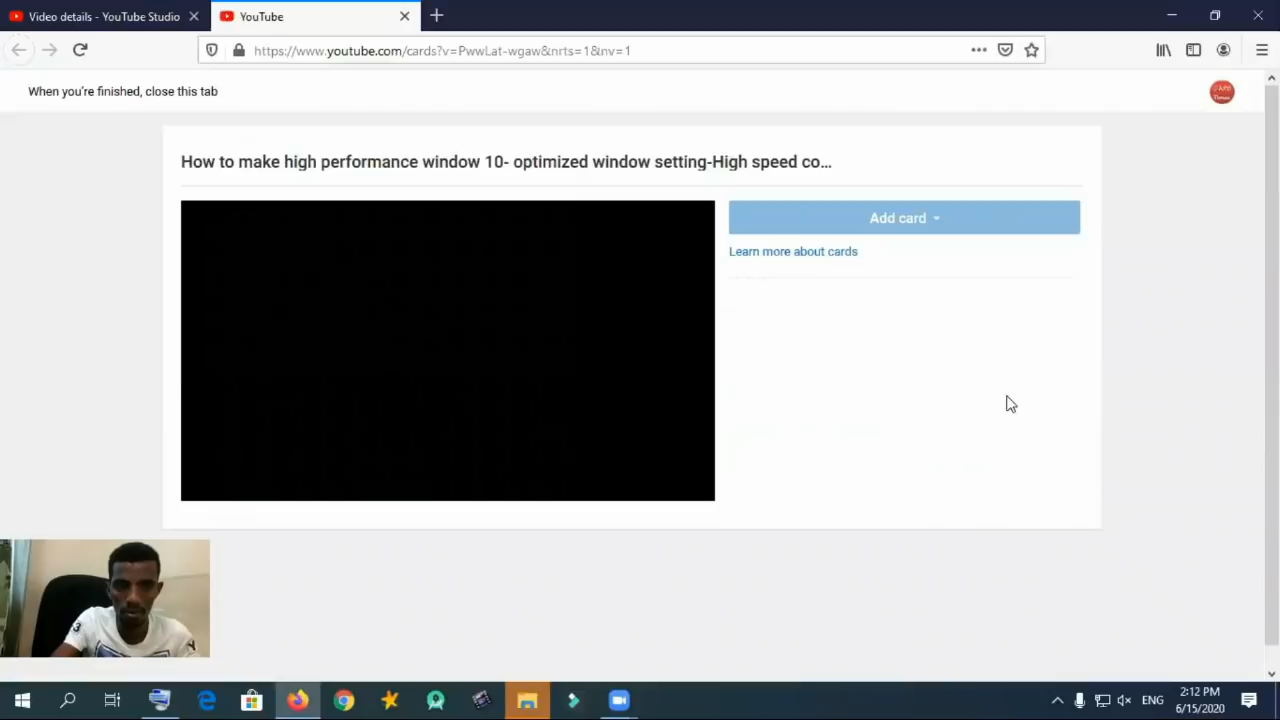 Video details - YouTube Studio
YouTube
https://www.youtube.com/cards?v=PwwLat-wgaw&nrts=1&nv=1
When you're finished, close this tab
How to make high performance window 10- optimized window setting-High speed co...
Add card
Learn more about cards
ENG
2:12 PM
6/15/2020